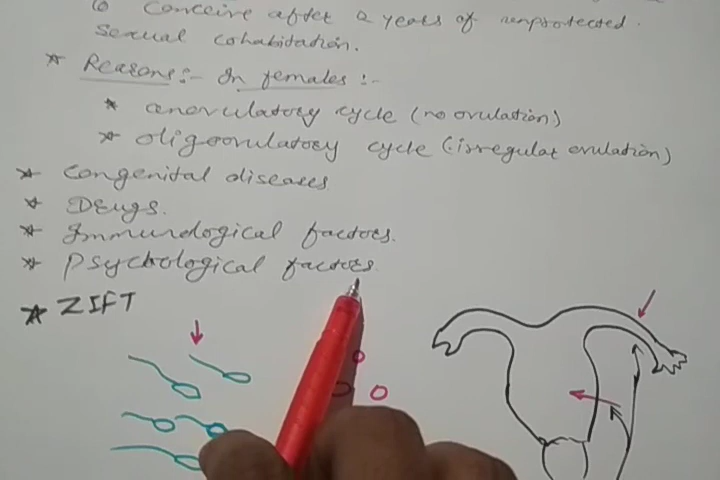 to Conceive after 2 years of unprotected.
Sexual cohabitation.
* Reasons:- In females:-
* anovulatory cycle (no ovulation)
* oligoovulatory cycle (irregular ovulation)
* Congenital diseases
* Drugs.
* Immunological factors.
* Psychological factors.
* ZIFT